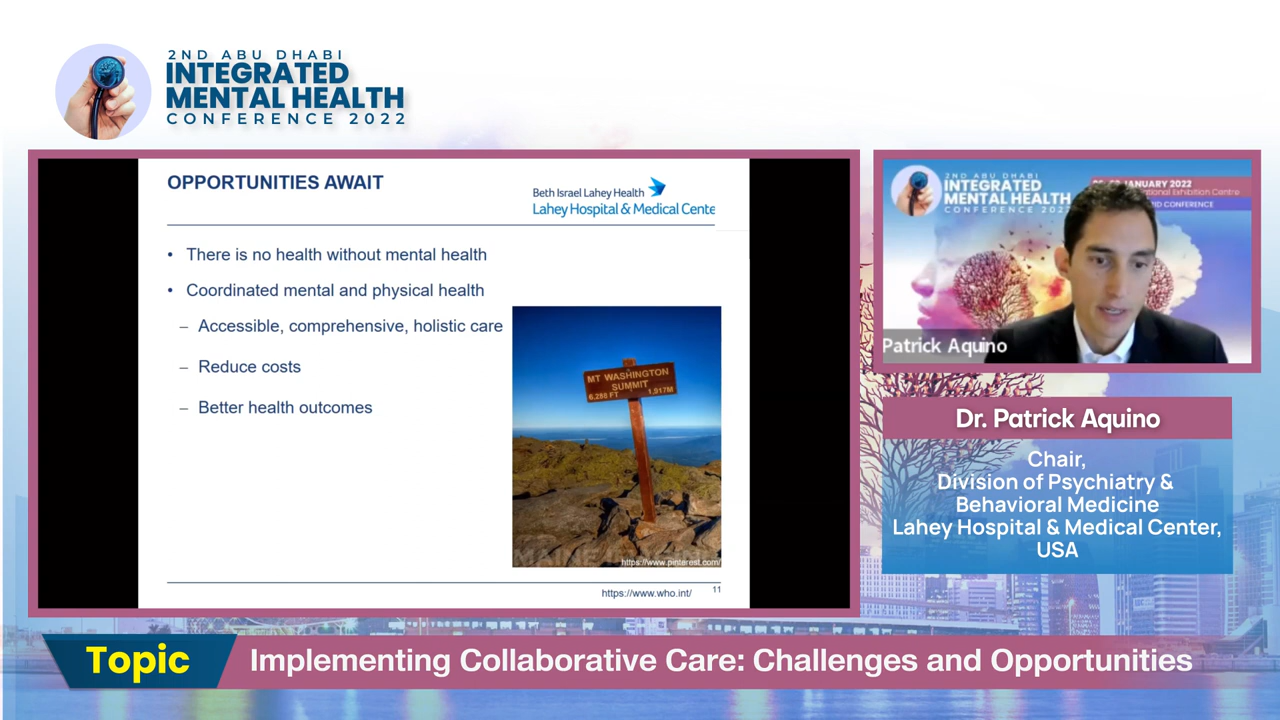 2ND ABU DHABI
INTEGRATED
MENTAL HEALTH
CONFERENCE 2022
OPPORTUNITIES AWAIT
Beth Israel Lahey Health
Lahey Hospital & Medical Cente
• There is no health without mental health
• Coordinated mental and physical health
– Accessible, comprehensive, holistic care
– Reduce costs
– Better health outcomes
MT WASHINGTON
SUMMIT
6,288 FT 1,917M
https://www.pinterest.com/
https://www.who.int/
11
2ND ABU DHABI
INTEGRATED
MENTAL HEALTH
CONFERENCE 202
JANUARY 2022
Exhibition Centre
CONFERENCE
Patrick Aquino
Dr. Patrick Aquino
Chair,
Division of Psychiatry &
Behavioral Medicine
Lahey Hospital & Medical Center,
USA
Topic
Implementing Collaborative Care: Challenges and Opportunities